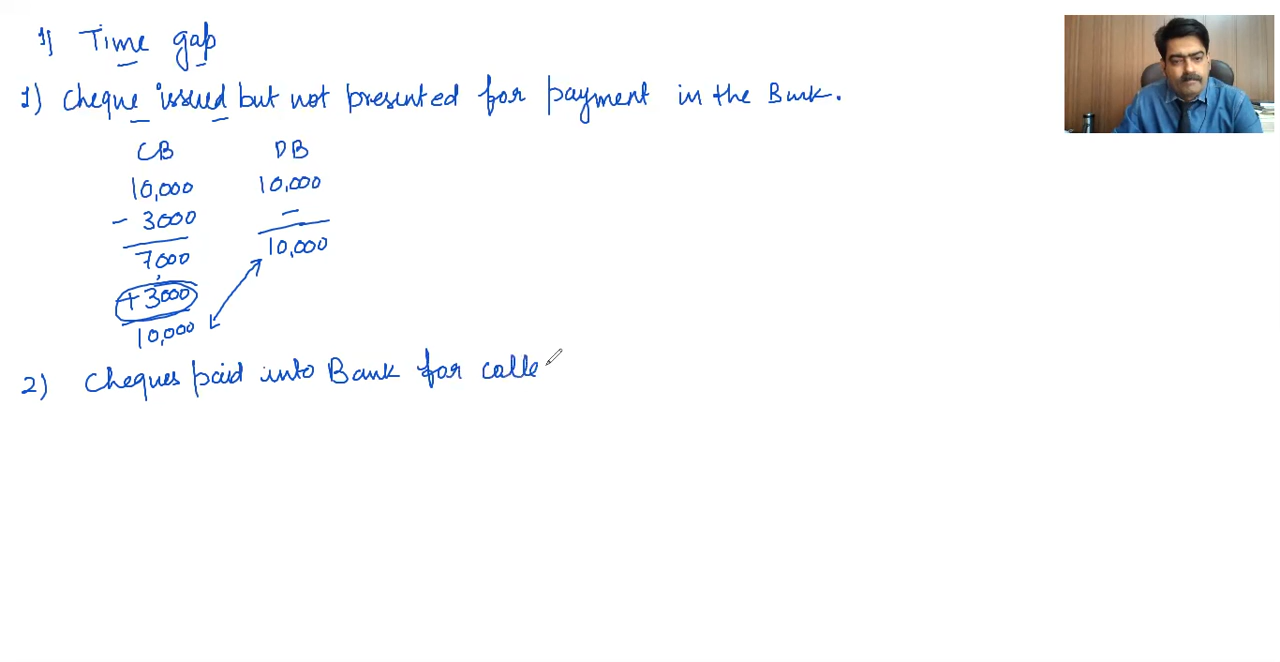 1) Time gap
1) Cheque issued but not presented for payment in the Bank.
CB DB
10,000 10,000
- 3000 -
7000 10,000
+3000
10,000
2) Cheques paid into Bank for colle